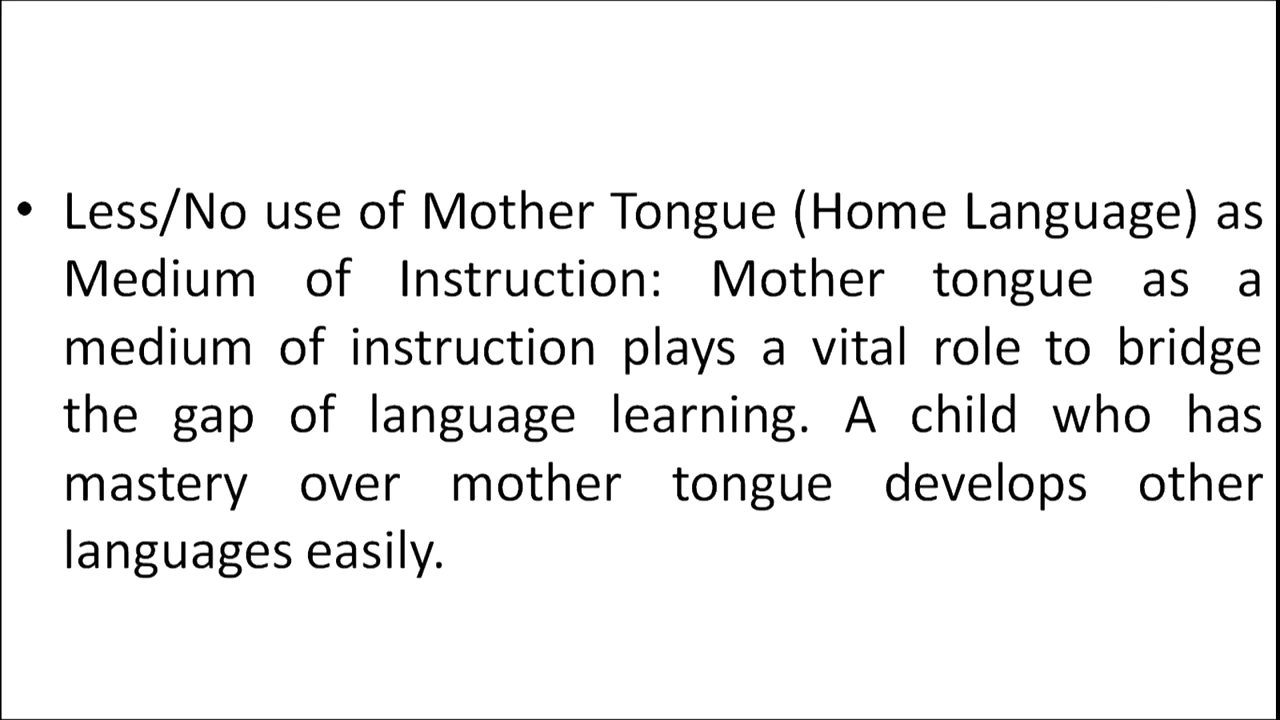 • Less/No use of Mother Tongue (Home Language) as
Medium of Instruction: Mother tongue as a
medium of instruction plays a vital role to bridge
the gap of language learning. A child who has
mastery over mother tongue develops other
languages easily.